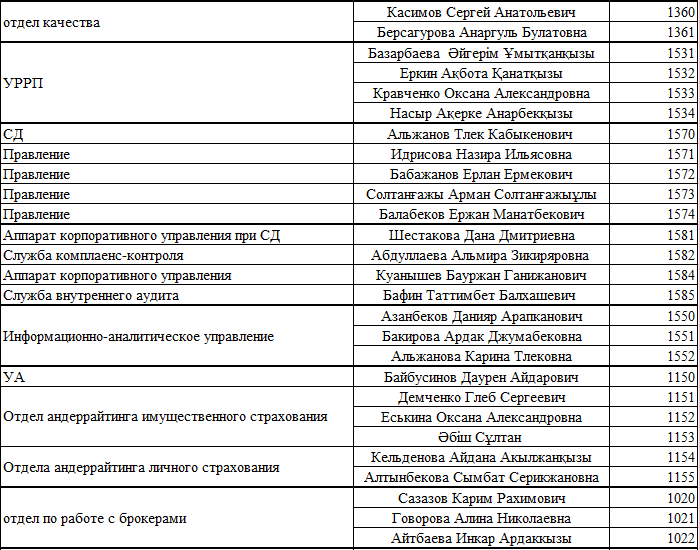 отдел качества
Касимов Сергей Анатольевич 1360
Берсагурова Анаргуль Булатовна 1361
УРРП
Базарбаева  Әйгерім Ұмытқанқызы 1531
Еркин Ақбота Қанатқызы 1532
Кравченко Оксана Александровна 1533
Насыр Ақерке Анарбекқызы 1534
СД Альжанов Тлек Кабыкенович 1570
Правление Идрисова Назира Ильясовна 1571
Правление Бабажанов Ерлан Ермекович 1572
Правление Солтанғажы Арман Солтанғажыұлы 1573
Правление Балабеков Ержан Манатбекович 1574
Аппарат корпоративного управления при СД Шестакова Дана Дмитриевна 1581
Служба комплаенс-контроля Абдуллаева Альмира Зикиряровна 1582
Аппарат корпоративного управления Куанышев Бауржан Ганижанович 1584
Служба внутреннего аудита Бафин Таттимбет Балхашевич 1585
Информационно-аналитическое управление
Азанбеков Данияр Арапканович 1550
Бакирова Ардак Джумабековна 1551
Альжанова Карина Тлековна 1552
УА Байбусинов Даурен Айдарович 1150
Отдел андеррайтинга имущественного страхования
Демченко Глеб Сергеевич 1151
Еськина Оксана Александровна 1152
Әбіш Сұлтан 1153
Отдела андеррайтинга личного страхования
Кельденова Айдана Акылжанқызы 1154
Алтынбекова Сымбат Серикжановна 1155
отдел по работе с брокерами
Сазазов Карим Рахимович 1020
Говорова Алина Николаевна 1021
Айтбаева Инкар Ардаккызы 1022